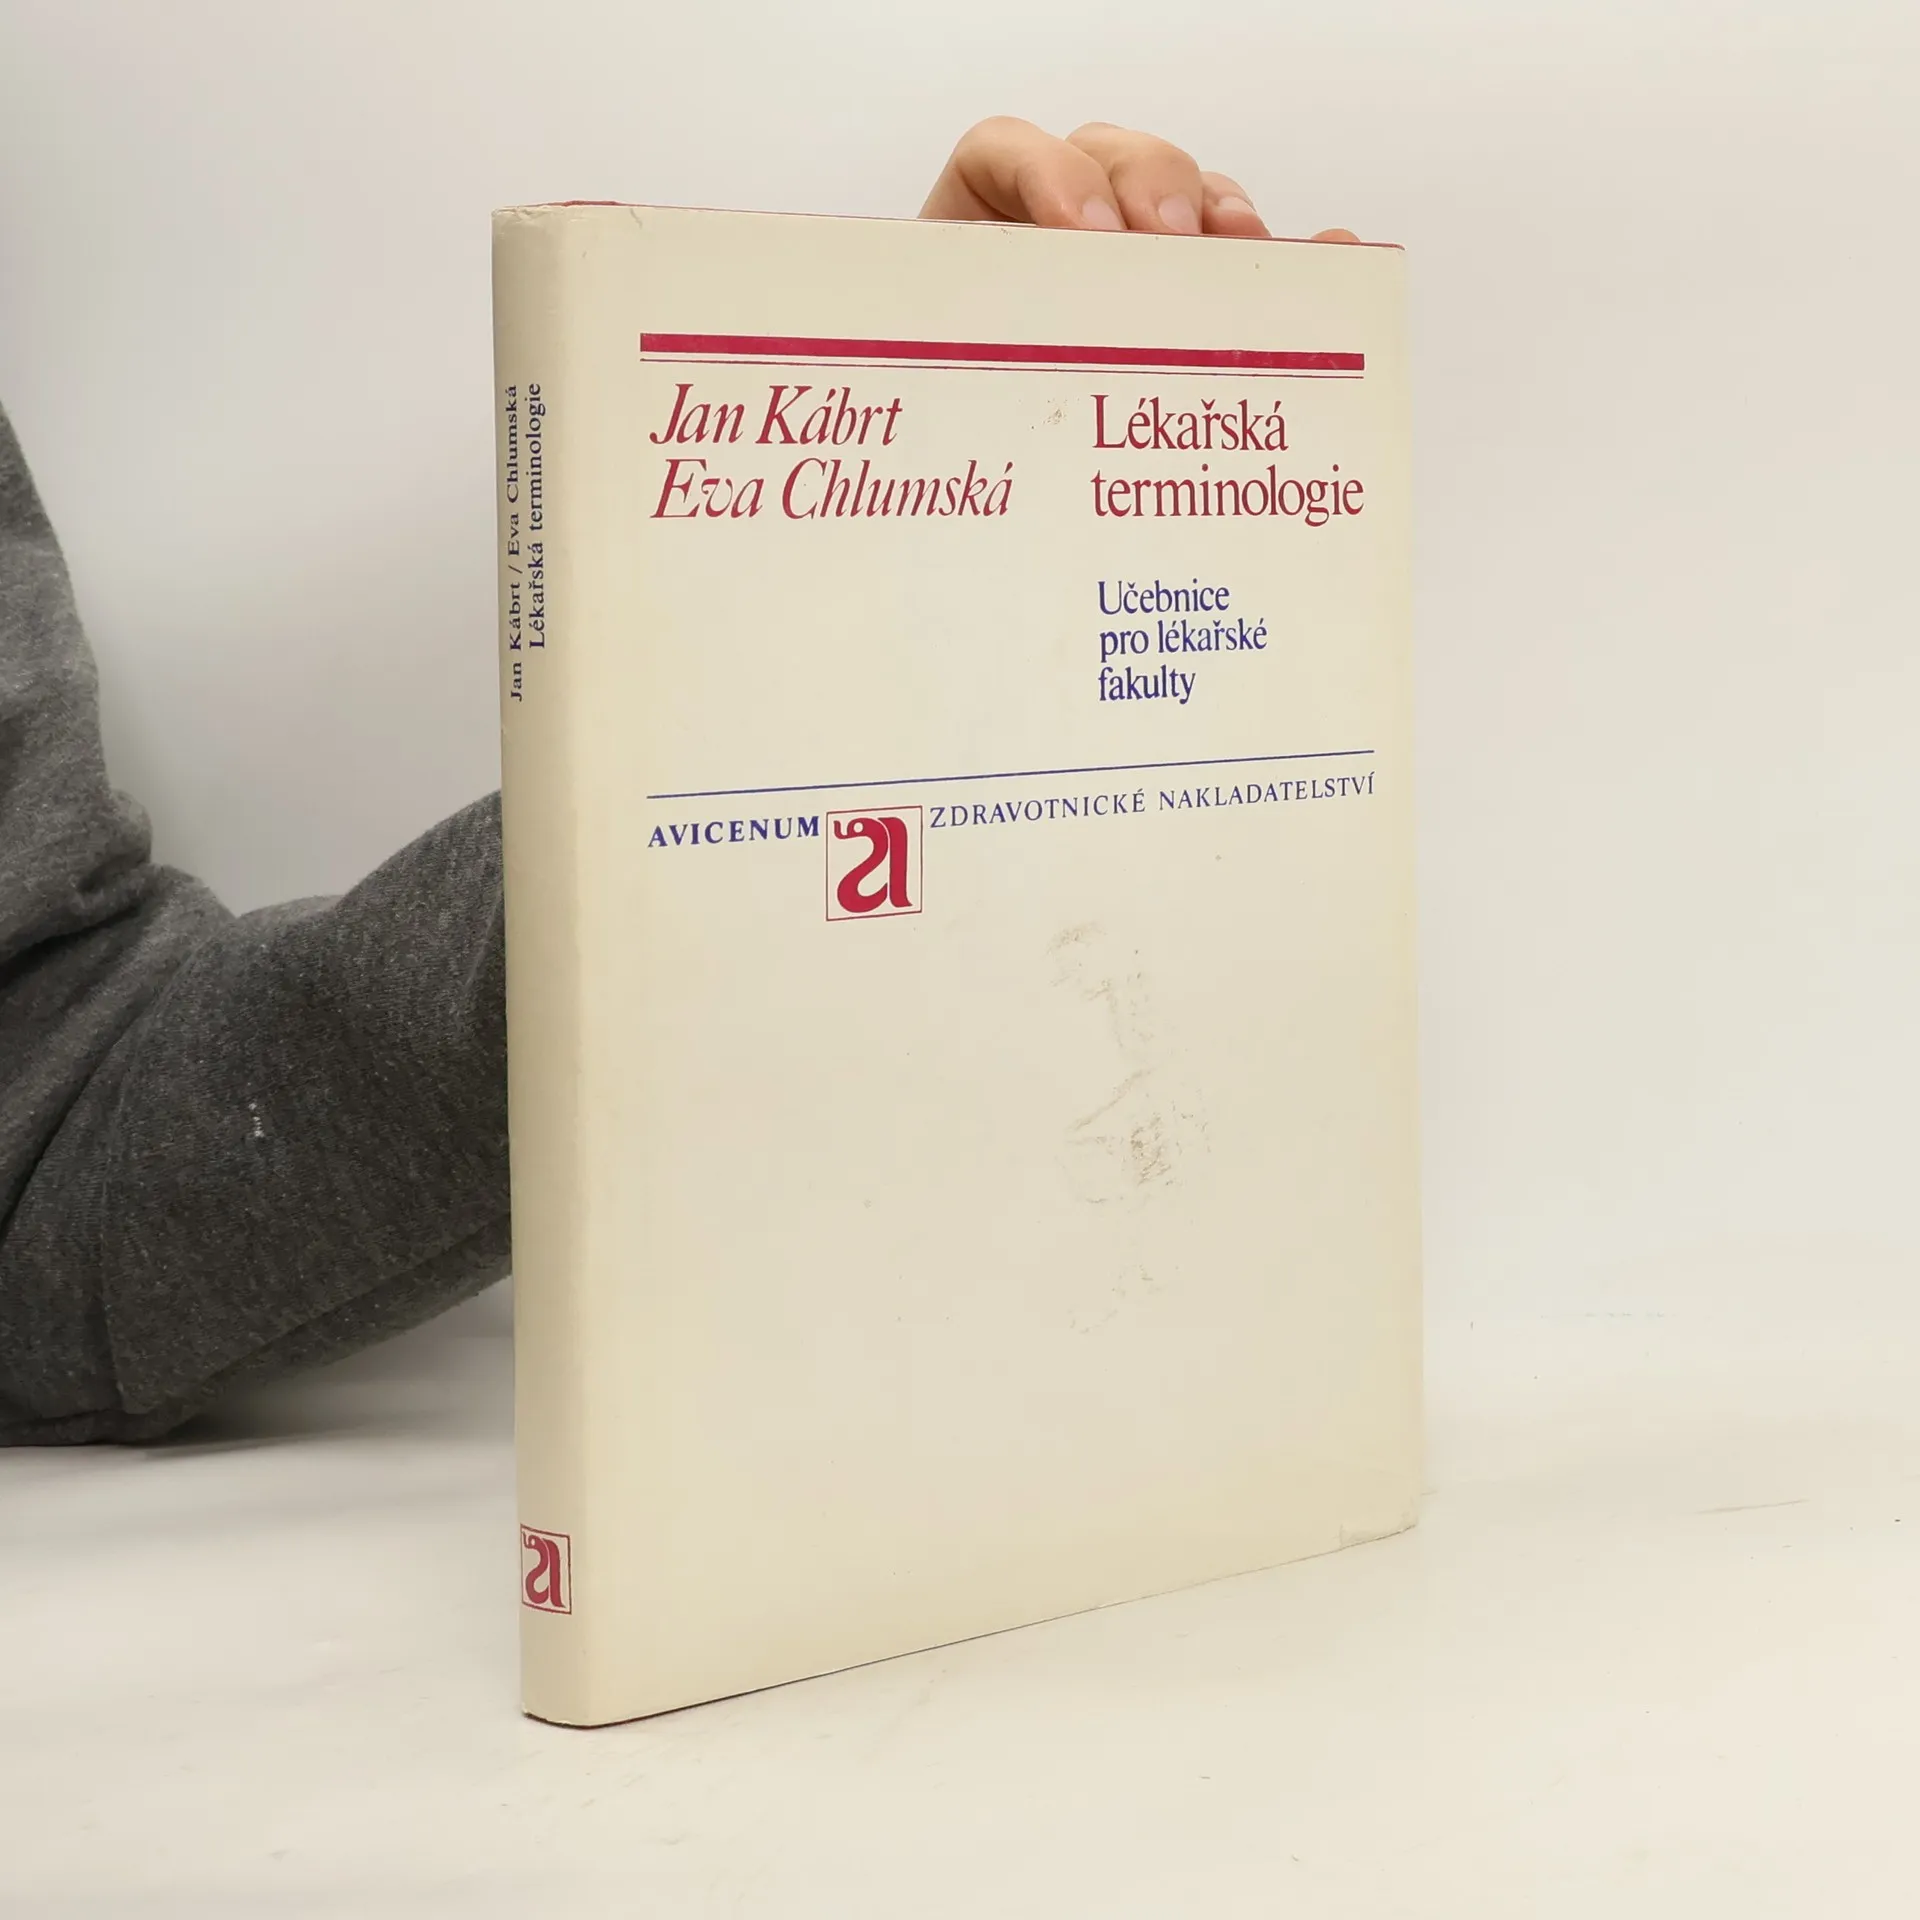 Jan Kábrt
Eva Chlumská
Lékařská
terminologie
Učebnice
pro lékařské
fakulty
AVICENUM a ZDRAVOTNICKÉ NAKLADATELSTVÍ
Jan Kábrt / Eva Chlumská
Lékařská terminologie
a